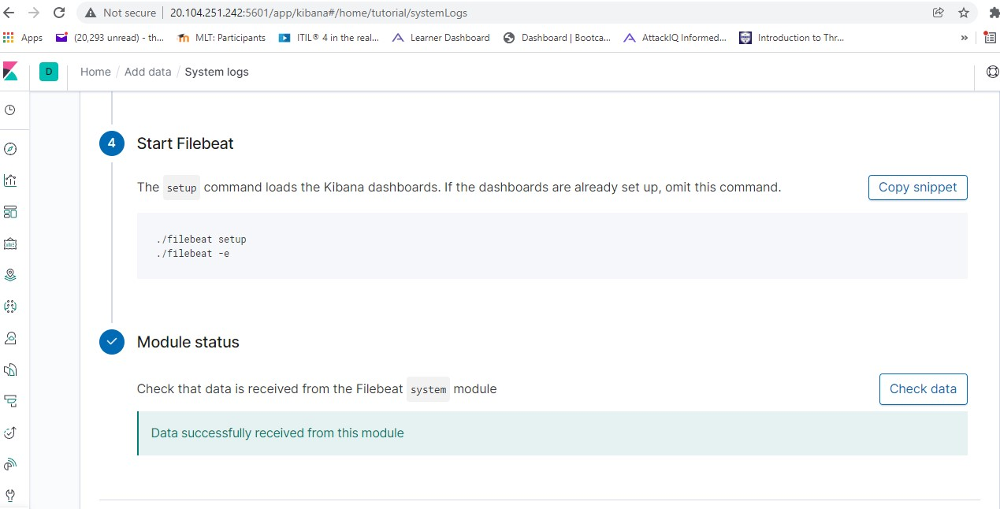 Not secure | 20.104.251.242:5601/app/kibana#/home/tutorial/systemLogs
Apps (20,293 unread) - th... MLT: Participants ITIL® 4 in the real... Learner Dashboard Dashboard | Bootca... AttackIQ Informed... Introduction to Thr... »
D Home / Add data / System logs
4 Start Filebeat
The setup command loads the Kibana dashboards. If the dashboards are already set up, omit this command.
Copy snippet
./filebeat setup
./filebeat -e
Module status
Check that data is received from the Filebeat system module
Check data
Data successfully received from this module